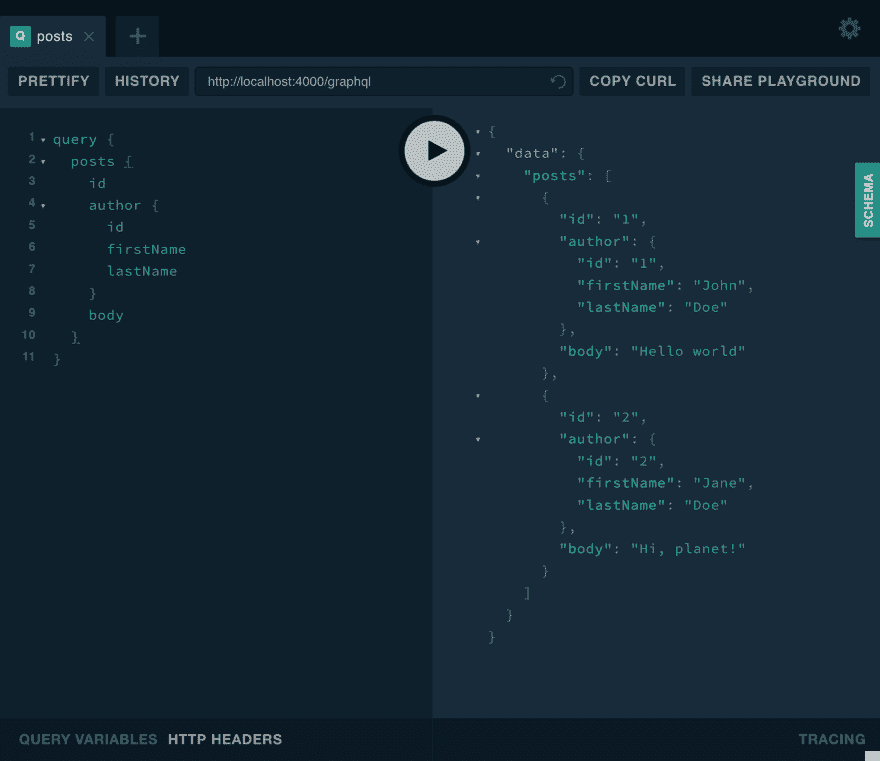 Q posts ×
PRETTIFY HISTORY http://localhost:4000/graphql COPY CURL SHARE PLAYGROUND
1 query {
2 posts {
3 id
4 author {
5 id
6 firstName
7 lastName
8 }
9 body
10 }
11 }
{
"data": {
"posts": [
{
"id": "1",
"author": {
"id": "1",
"firstName": "John",
"lastName": "Doe"
},
"body": "Hello world"
},
{
"id": "2",
"author": {
"id": "2",
"firstName": "Jane",
"lastName": "Doe"
},
"body": "Hi, planet!"
}
]
}
}
SCHEMA
QUERY VARIABLES HTTP HEADERS
TRACING